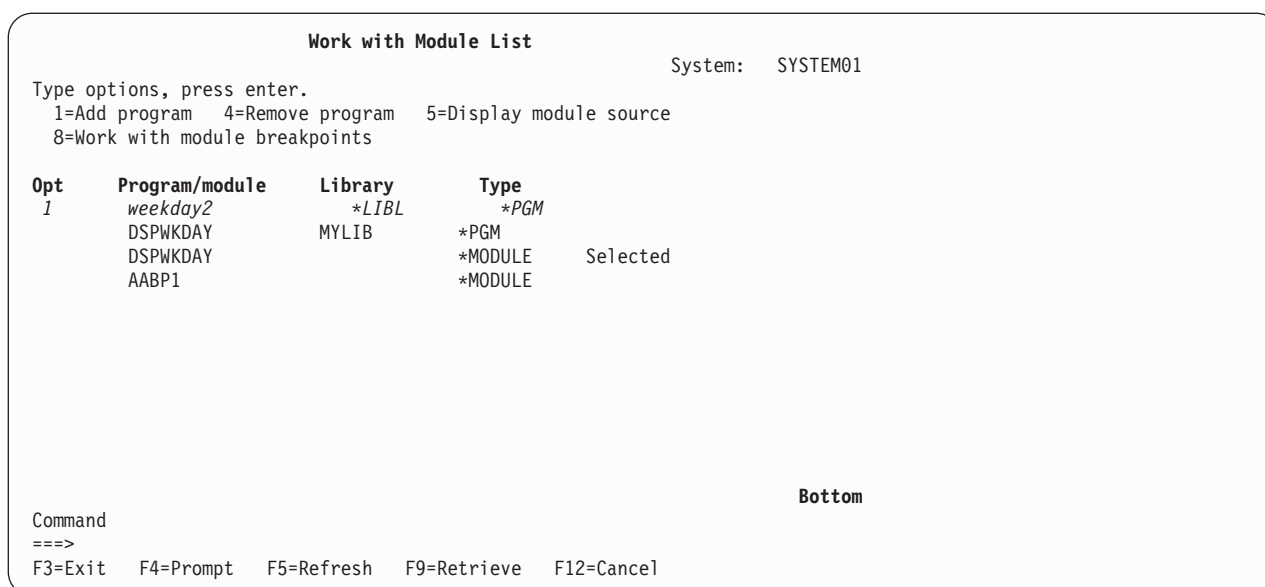 Work with Module List
System: SYSTEM01
Type options, press enter.
1=Add program 4=Remove program 5=Display module source
8=Work with module breakpoints
Opt Program/module Library Type
1 weekday2 *LIBL *PGM
DSPWKDAY MYLIB *PGM
DSPWKDAY *MODULE Selected
AABP1 *MODULE
Bottom
Command
===>
F3=Exit F4=Prompt F5=Refresh F9=Retrieve F12=Cancel